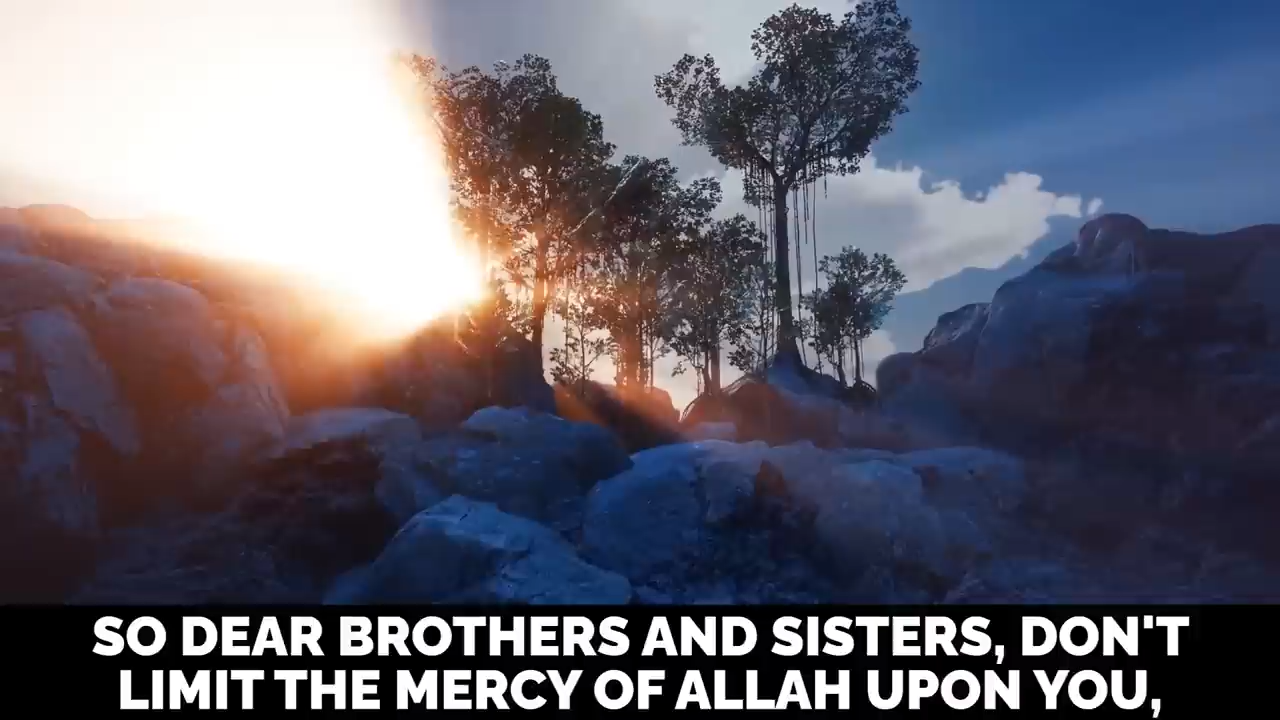 SO DEAR BROTHERS AND SISTERS, DON'T
LIMIT THE MERCY OF ALLAH UPON YOU,